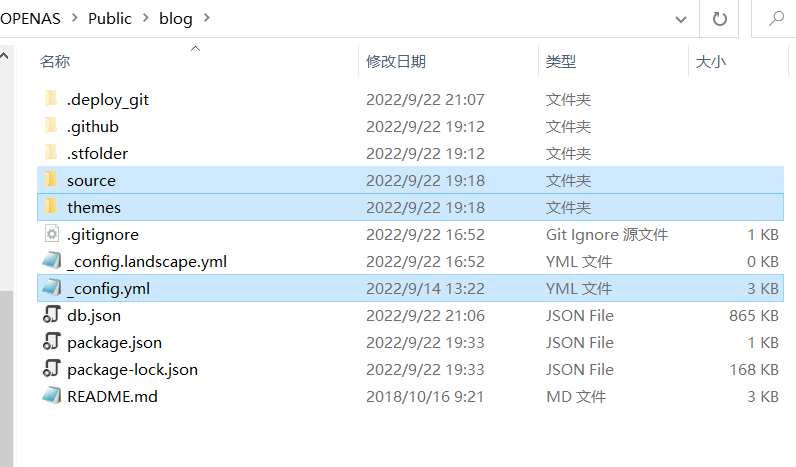 OPENAS > Public > blog >
名称 修改日期 类型 大小
.deploy_git 2022/9/22 21:07 文件夹
.github 2022/9/22 19:12 文件夹
.stfolder 2022/9/22 19:12 文件夹
source 2022/9/22 19:18 文件夹
themes 2022/9/22 19:18 文件夹
.gitignore 2022/9/22 16:52 Git Ignore 源文件 1 KB
_config.landscape.yml 2022/9/22 16:52 YML 文件 0 KB
_config.yml 2022/9/14 13:22 YML 文件 3 KB
db.json 2022/9/22 21:06 JSON File 865 KB
package.json 2022/9/22 19:33 JSON File 1 KB
package-lock.json 2022/9/22 19:33 JSON File 168 KB
README.md 2018/10/16 9:21 MD 文件 3 KB